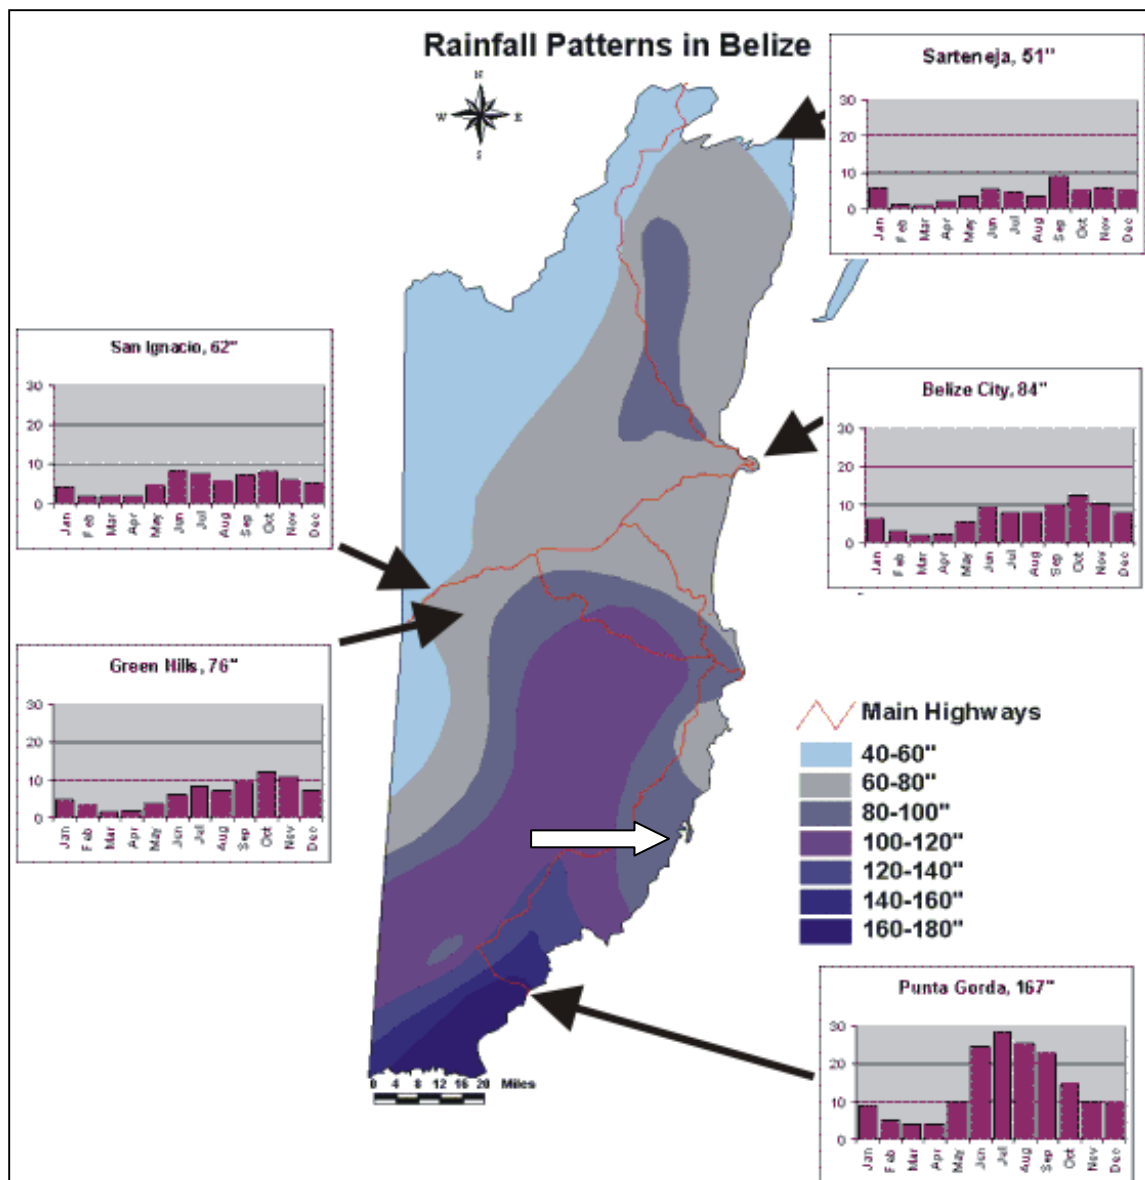 Rainfall Patterns in Belize
N
W E
S
Sarteneja, 51"
30
20
10
0
Jan Feb Mar Apr May Jun Jul Aug Sep Oct Nov Dec
San Ignacio, 62"
30
20
10
0
Jan Feb Mar Apr May Jun Jul Aug Sep Oct Nov Dec
Belize City, 84"
30
20
10
0
Jan Feb Mar Apr May Jun Jul Aug Sep Oct Nov Dec
Green Hills, 76"
30
20
10
0
Jan Feb Mar Apr May Jun Jul Aug Sep Oct Nov Dec
Main Highways
40-60"
60-80"
80-100"
100-120"
120-140"
140-160"
160-180"
Punta Gorda, 167"
30
20
10
0
Jan Feb Mar Apr May Jun Jul Aug Sep Oct Nov Dec
0 4 8 12 16 20 Miles